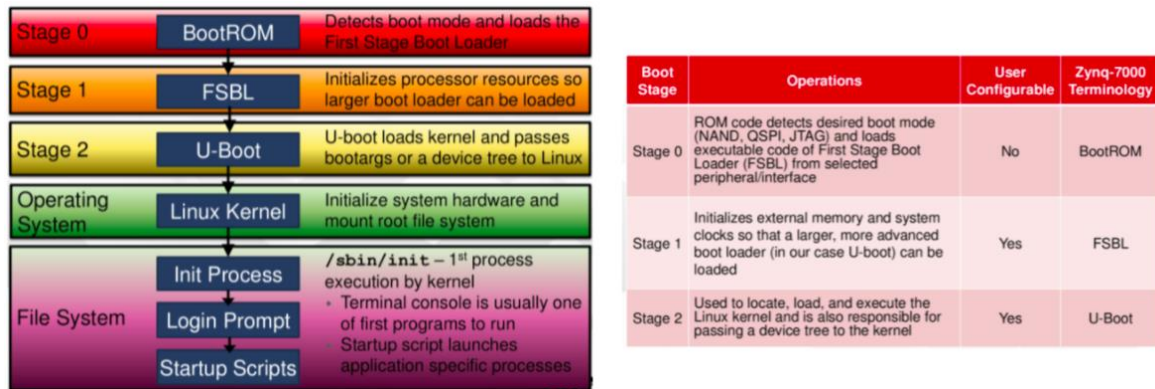 Stage 0
BootROM
Detects boot mode and loads the
First Stage Boot Loader
Stage 1
FSBL
Initializes processor resources so
larger boot loader can be loaded
Stage 2
U-Boot
U-boot loads kernel and passes
bootargs or a device tree to Linux
Operating
System
Linux Kernel
Initialize system hardware and
mount root file system
File System
Init Process
Login Prompt
Startup Scripts
/sbin/init – 1st process
execution by kernel
• Terminal console is usually one
of first programs to run
• Startup script launches
application specific processes
Boot
Stage
Operations
User
Configurable
Zynq-7000
Terminology
Stage 0
ROM code detects desired boot mode
(NAND, QSPI, JTAG) and loads
executable code of First Stage Boot
Loader (FSBL) from selected
peripheral/interface
No
BootROM
Stage 1
Initializes external memory and system
clocks so that a larger, more advanced
boot loader (in our case U-boot) can be
loaded
Yes
FSBL
Stage 2
Used to locate, load, and execute the
Linux kernel and is also responsible for
passing a device tree to the kernel
Yes
U-Boot